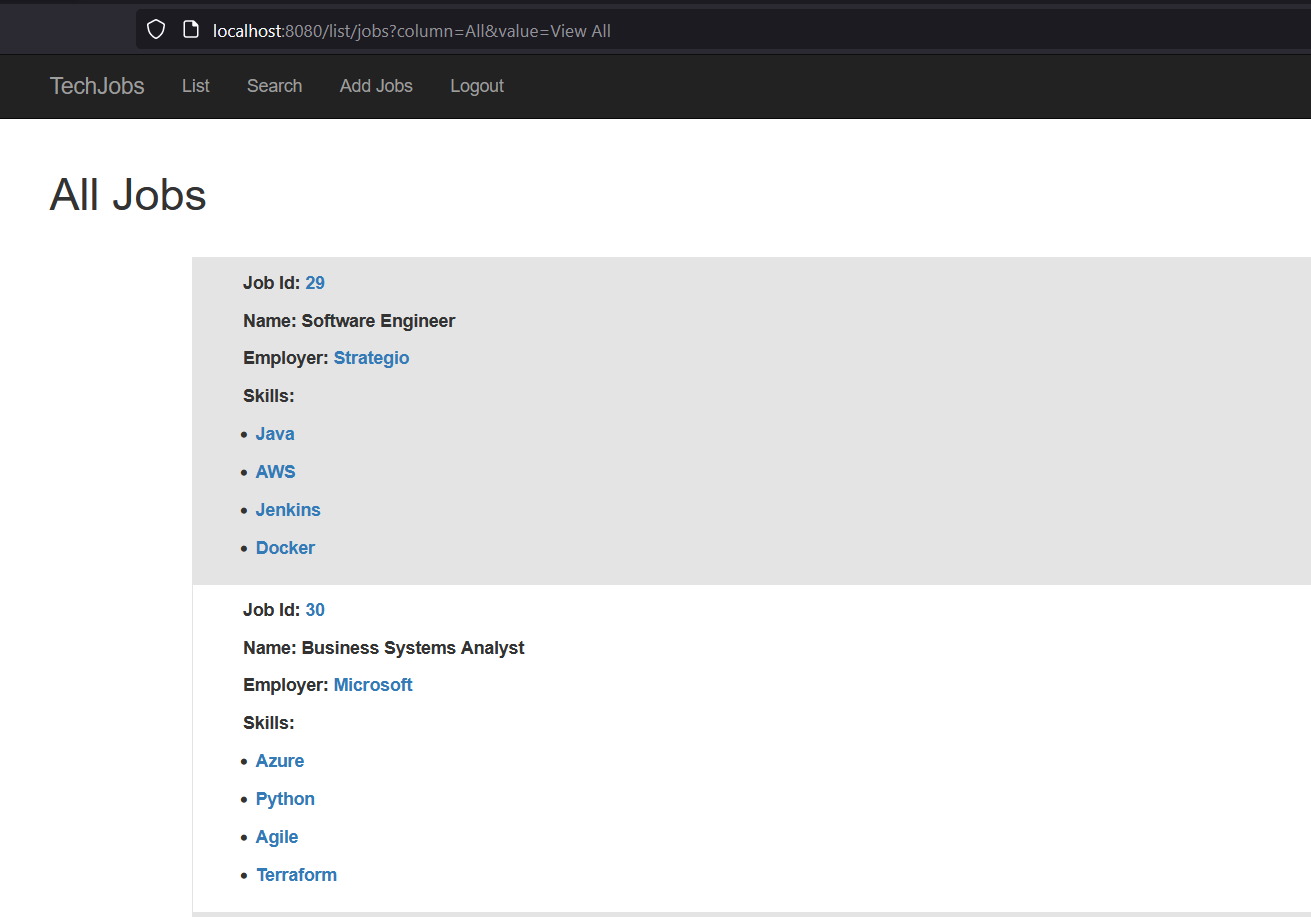 localhost:8080/list/jobs?column=All&value=View All
TechJobs List Search Add Jobs Logout
All Jobs
Job Id: 29
Name: Software Engineer
Employer: Strategio
Skills:
• Java
• AWS
• Jenkins
• Docker
Job Id: 30
Name: Business Systems Analyst
Employer: Microsoft
Skills:
• Azure
• Python
• Agile
• Terraform